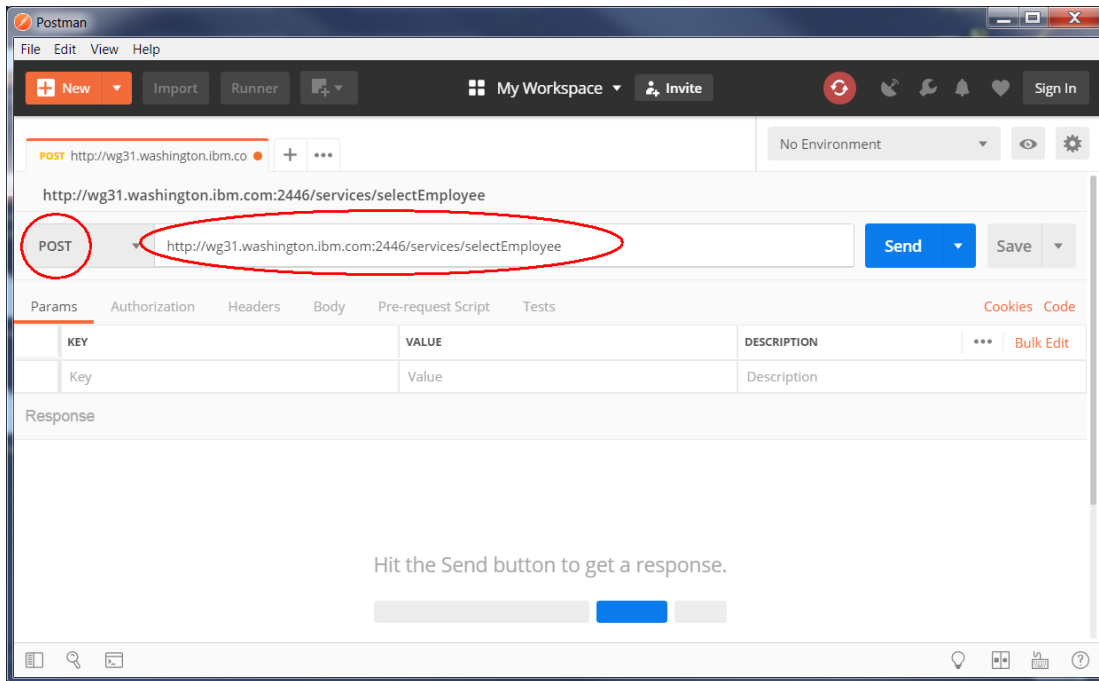 Postman
File Edit View Help
New Import Runner My Workspace Invite Sign In
POST http://wg31.washington.ibm.co No Environment
http://wg31.washington.ibm.com:2446/services/selectEmployee
POST http://wg31.washington.ibm.com:2446/services/selectEmployee Send Save
Params Authorization Headers Body Pre-request Script Tests Cookies Code
KEY VALUE DESCRIPTION Bulk Edit
Key Value Description
Response
Hit the Send button to get a response.